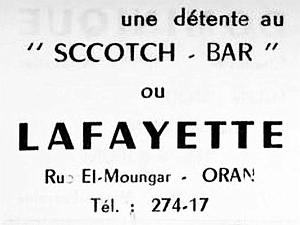 une détente au
" SCCOTCH - BAR "
ou
LAFAYETTE
Rue El-Moungar - ORAN
Tél. : 274-17